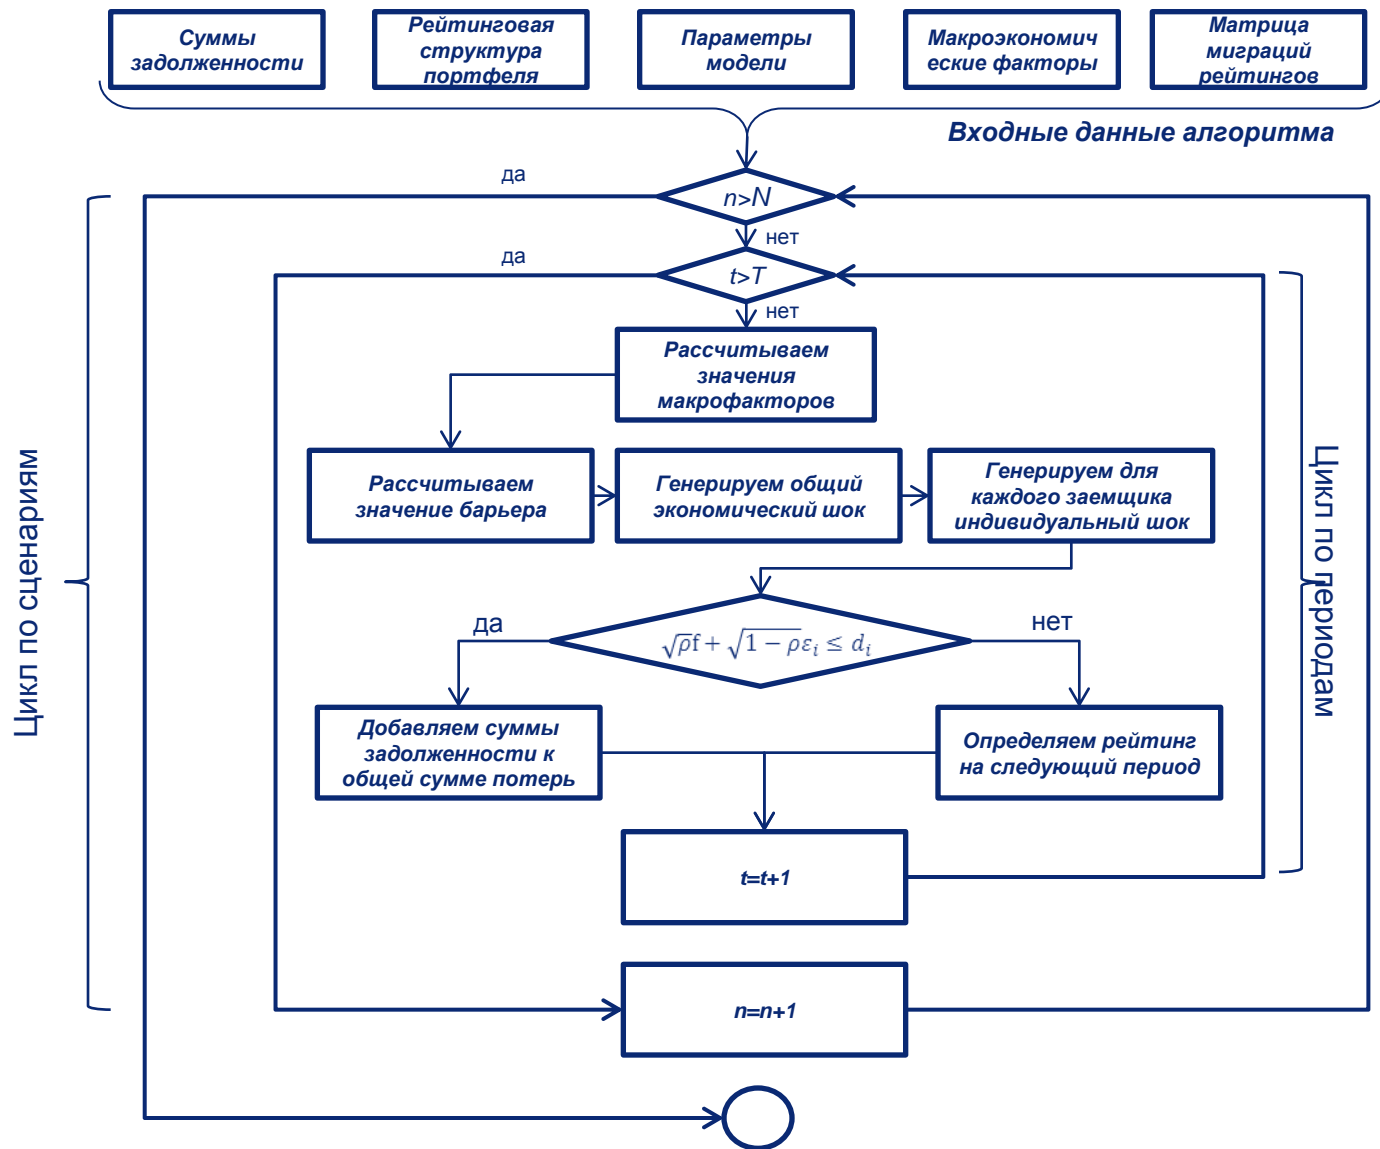 Суммы
задолженности
Рейтинговая
структура
портфеля
Параметры
модели
Макроэкономич
еские факторы
Матрица
миграций
рейтингов
Входные данные алгоритма
да
n>N
нет
да
t>T
нет
Рассчитываем
значения
макрофакторов
Рассчитываем
значение барьера
Генерируем общий
экономический шок
Генерируем для
каждого заемщика
индивидуальный шок
Цикл по сценариям
Цикл по периодам
да
√ρf + √1 − ρε_i ≤ d_i
нет
Добавляем суммы
задолженности к
общей сумме потерь
Определяем рейтинг
на следующий период
t=t+1
n=n+1